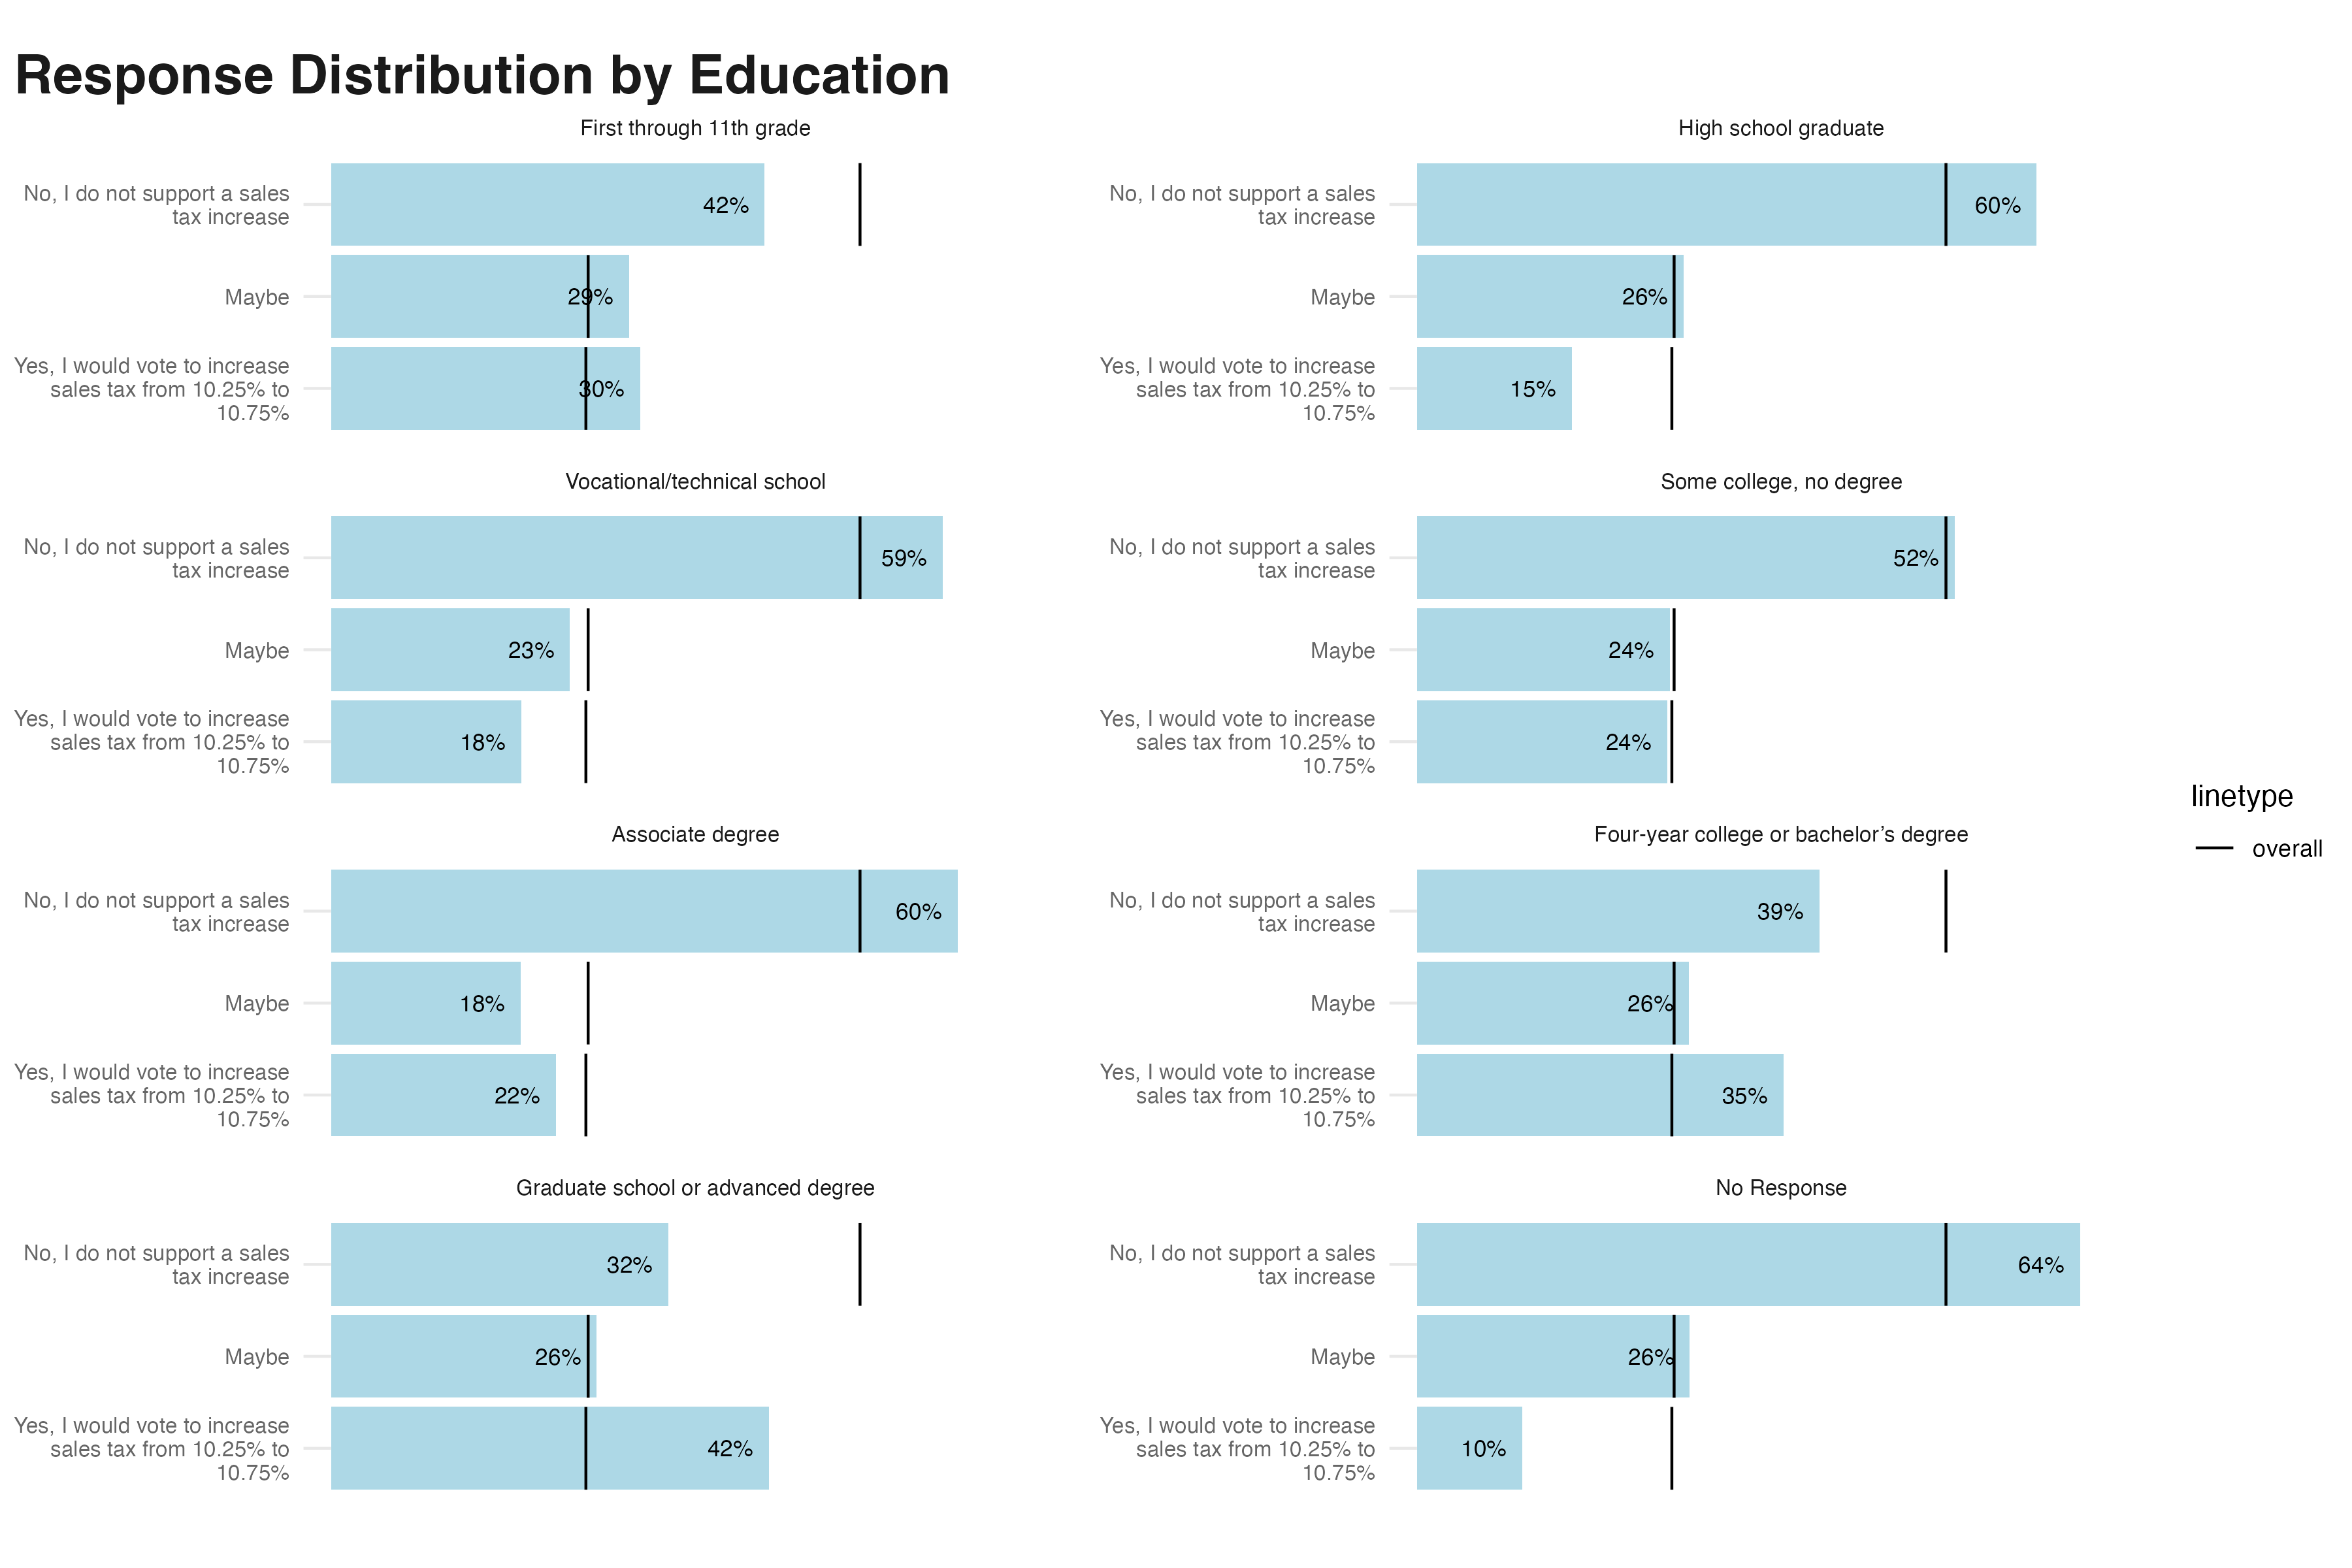 Response Distribution by Education
First through 11th grade
No, I do not support a sales
tax increase
42%
Maybe
29%
Yes, I would vote to increase
sales tax from 10.25% to
10.75%
30%
High school graduate
No, I do not support a sales
tax increase
60%
Maybe
26%
Yes, I would vote to increase
sales tax from 10.25% to
10.75%
15%
Vocational/technical school
No, I do not support a sales
tax increase
59%
Maybe
23%
Yes, I would vote to increase
sales tax from 10.25% to
10.75%
18%
Some college, no degree
No, I do not support a sales
tax increase
52%
Maybe
24%
Yes, I would vote to increase
sales tax from 10.25% to
10.75%
24%
Associate degree
No, I do not support a sales
tax increase
60%
Maybe
18%
Yes, I would vote to increase
sales tax from 10.25% to
10.75%
22%
Four-year college or bachelor’s degree
No, I do not support a sales
tax increase
39%
Maybe
26%
Yes, I would vote to increase
sales tax from 10.25% to
10.75%
35%
Graduate school or advanced degree
No, I do not support a sales
tax increase
32%
Maybe
26%
Yes, I would vote to increase
sales tax from 10.25% to
10.75%
42%
No Response
No, I do not support a sales
tax increase
64%
Maybe
26%
Yes, I would vote to increase
sales tax from 10.25% to
10.75%
10%
linetype
overall